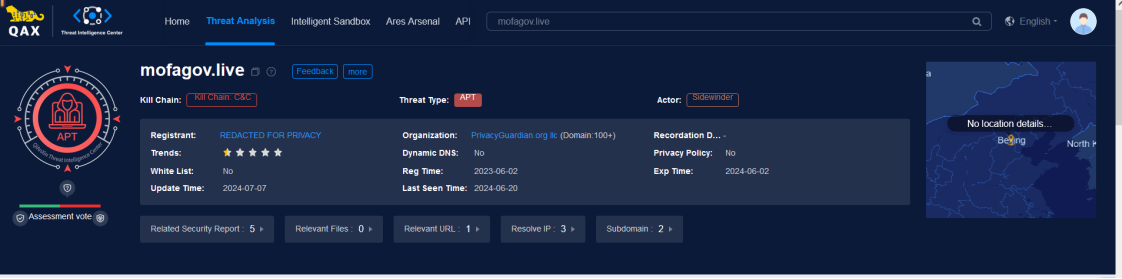 QAX
Threat Intelligence Center
Home Threat Analysis Intelligent Sandbox Ares Arsenal API mofagov.live English
mofagov.live Feedback more
Kill Chain: Kill Chain: C&C Threat Type: APT Actor: Sidewinder
APT
Registrant: REDACTED FOR PRIVACY Organization: PrivacyGuardian.org llc (Domain:100+) Recordation D... -
Trends: Dynamic DNS: No Privacy Policy: No
White List: No Reg Time: 2023-06-02 Exp Time: 2024-06-02
Update Time: 2024-07-07 Last Seen Time: 2024-06-20
Assessment vote
Related Security Report : 5 Relevant Files : 0 Relevant URL : 1 Resolve IP : 3 Subdomain : 2
No location details...
Beijing
North